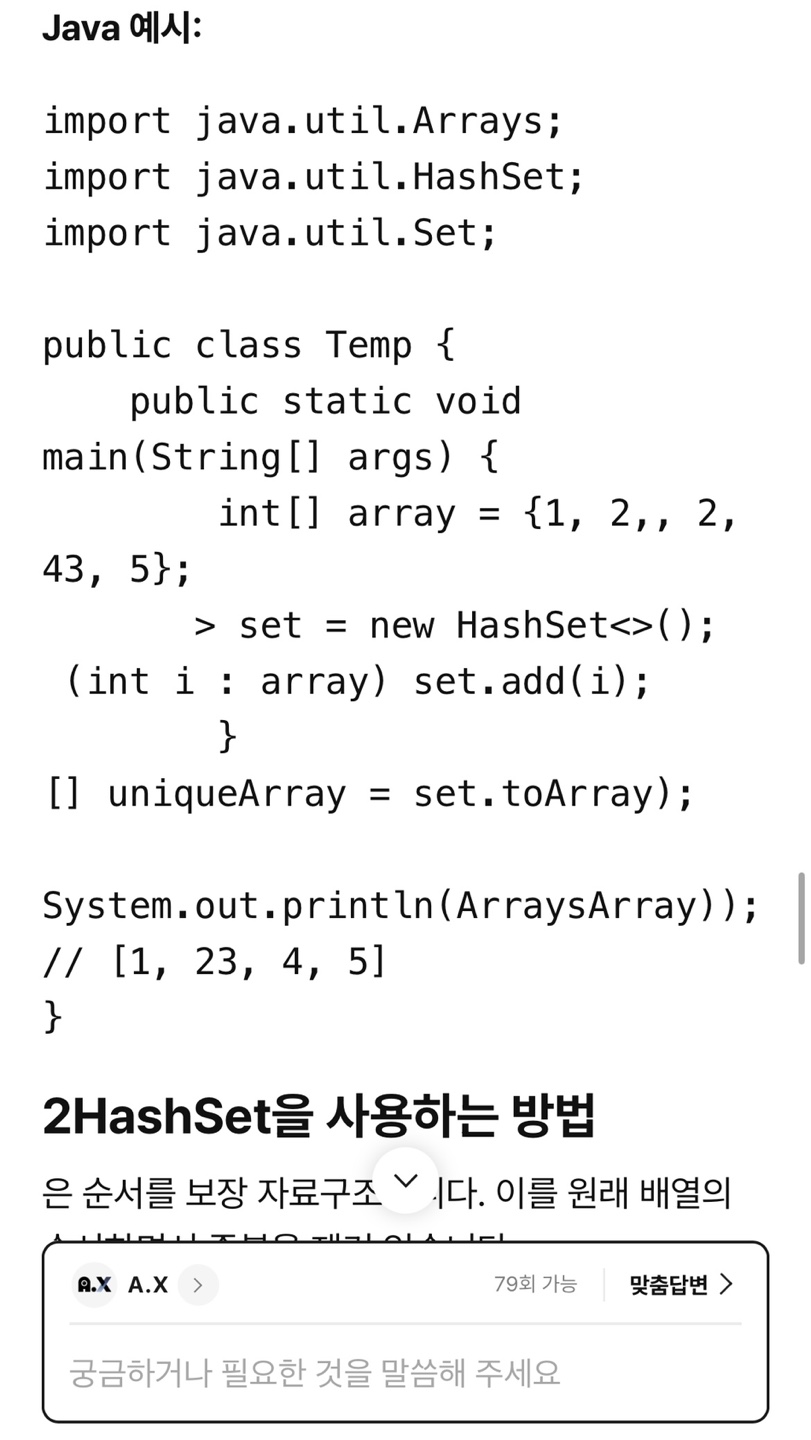 Java 예시:
import java.util.Arrays;
import java.util.HashSet;
import java.util.Set;
public class Temp {
    public static void
main(String[] args) {
        int[] array = {1, 2,, 2,
43, 5};
       > set = new HashSet<>();
 (int i : array) set.add(i);
        }
[] uniqueArray = set.toArray);
System.out.println(ArraysArray));
// [1, 23, 4, 5]
}
2HashSet을 사용하는 방법
은 순서를 보장 자료구조 니다. 이를 원래 배열의
A.X A.X 79회 가능 맞춤답변
궁금하거나 필요한 것을 말씀해 주세요